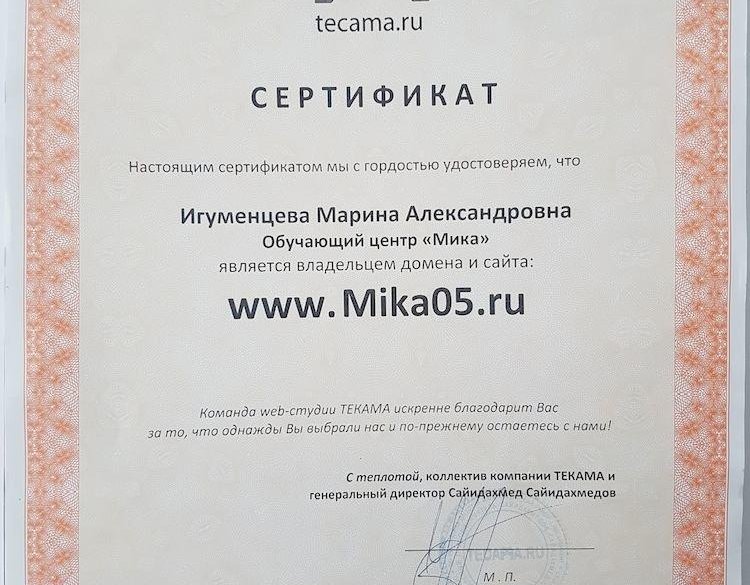 tecama.ru
СЕРТИФИКАТ
Настоящим сертификатом мы с гордостью удостоверяем, что
Игуменцева Марина Александровна
Обучающий центр «Мика»
является владельцем домена и сайта:
www.Mika05.ru
Команда web-студии ТЕКАМА искренне благодарит Вас
за то, что однажды Вы выбрали нас и по-прежнему остаетесь с нами!
С теплотой, коллектив компании ТЕКАМА и
генеральный директор Сайидахмед Сайидахмедов
TECAMA.RU
М.П.